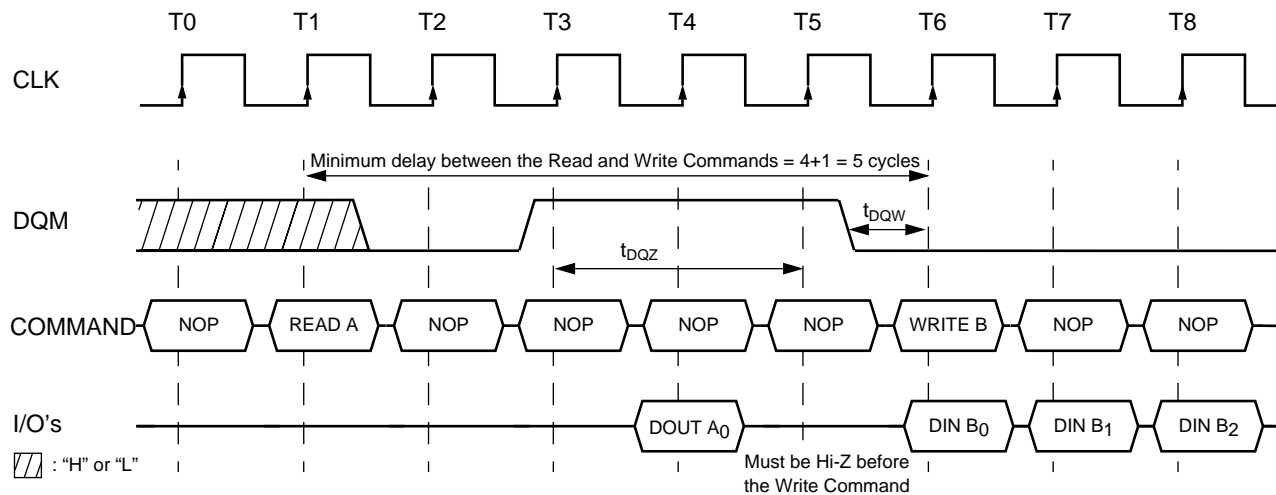 T0 T1 T2 T3 T4 T5 T6 T7 T8
CLK
Minimum delay between the Read and Write Commands = 4+1 = 5 cycles
DQM
tDQW
tDQZ
COMMAND NOP READ A NOP NOP NOP NOP WRITE B NOP NOP
I/O's DOUT A0 DIN B0 DIN B1 DIN B2
: “H” or “L”
Must be Hi-Z before
the Write Command